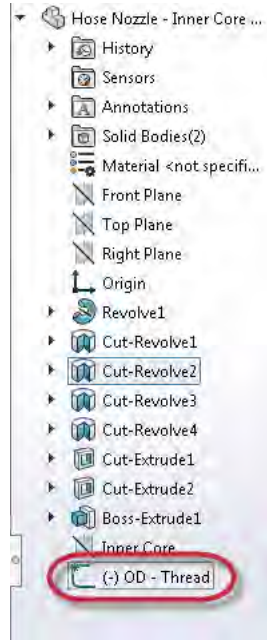 Hose Nozzle - Inner Core ...
History
Sensors
Annotations
Solid Bodies(2)
Material <not specifi...
Front Plane
Top Plane
Right Plane
Origin
Revolve1
Cut-Revolve1
Cut-Revolve2
Cut-Revolve3
Cut-Revolve4
Cut-Extrude1
Cut-Extrude2
Boss-Extrude1
Inner Core
(-) OD - Thread